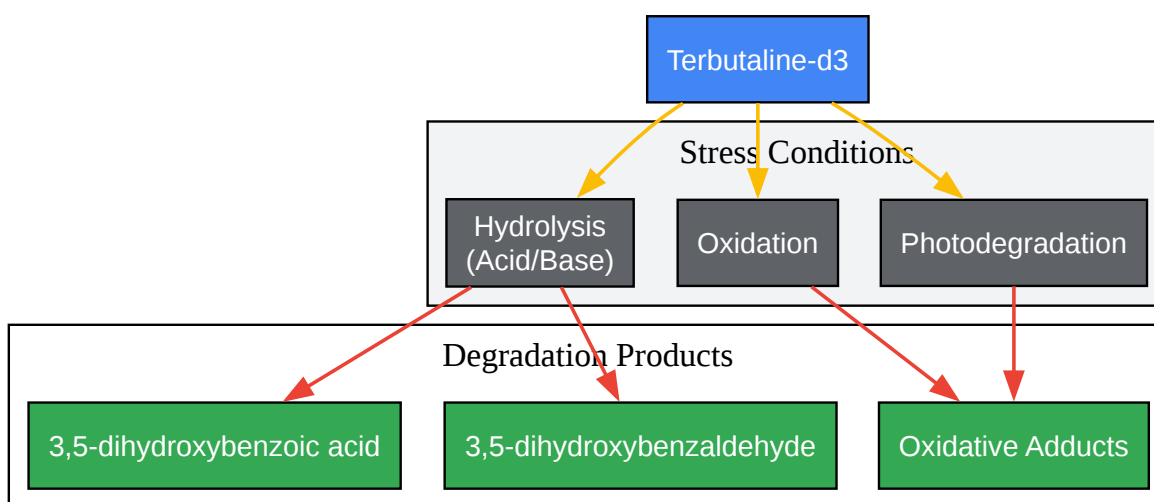 Terbutaline-d3
Stress Conditions
Hydrolysis
(Acid/Base)
Oxidation
Photodegradation
Degradation Products
3,5-dihydroxybenzoic acid
3,5-dihydroxybenzaldehyde
Oxidative Adducts